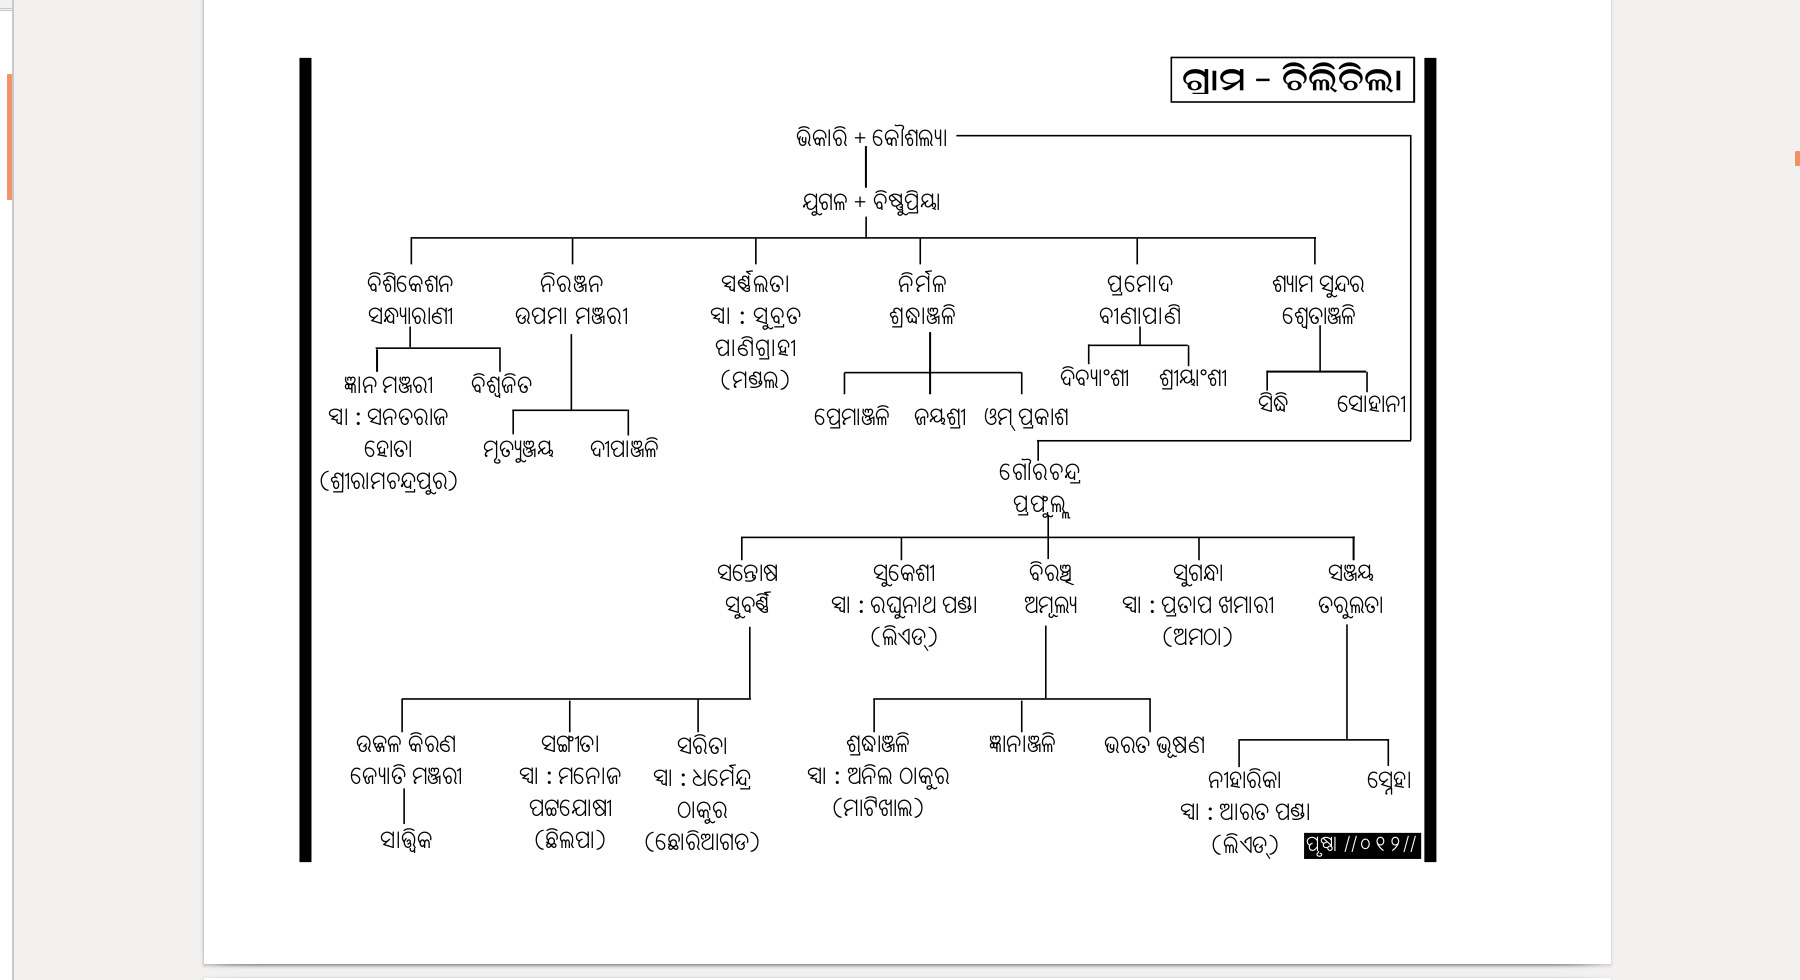 ଗ୍ରାମ - ଚିଲିଚିଲା
ଭିକାରି + କୌଶଲ୍ୟା
ଯୁଗଳ + ବିଷ୍ଣୁପ୍ରିୟା
ବିଶିକେଶନ ନିରଞ୍ଜନ ସ୍ୱର୍ଣ୍ଣଲତା ନିର୍ମଳ ପ୍ରମୋଦ ଶ୍ୟାମ ସୁନ୍ଦର
ସନ୍ଧ୍ୟାରାଣୀ ଉପମା ମଞ୍ଜରୀ ସ୍ୱା : ସୁବ୍ରତ ଶ୍ରଦ୍ଧାଞ୍ଜଳି ବୀଣାପାଣି ଶ୍ୱେତାଞ୍ଜଳି
ପାଣିଗ୍ରାହୀ
(ମଣ୍ଡଲ)
ଜ୍ଞାନ ମଞ୍ଜରୀ ବିଶ୍ୱଜିତ ଦିବ୍ୟାଂଶୀ ଶ୍ରୀୟାଂଶୀ
ସ୍ୱା : ସନତରାଜ ପ୍ରେମାଞ୍ଜଳି ଜୟଶ୍ରୀ ଓମ୍ ପ୍ରକାଶ ସିଦ୍ଧି ସୋହାନୀ
ହୋତା ମୃତ୍ୟୁଞ୍ଜୟ ଦୀପାଞ୍ଜଳି
(ଶ୍ରୀରାମଚନ୍ଦ୍ରପୁର)
ଗୌରଚନ୍ଦ୍ର
ପ୍ରଫୁଲ୍ଲ
ସନ୍ତୋଷ ସୁକେଶୀ ବିରଞ୍ଚି ସୁଗନ୍ଧା ସଞ୍ଜୟ
ସୁବର୍ଣ୍ଣ ସ୍ୱା : ରଘୁନାଥ ପଣ୍ଡା ଅମୂଲ୍ୟ ସ୍ୱା : ପ୍ରତାପ ଖମାରୀ ତରୁଲତା
(ଲିଏଡ୍) (ଅମଠା)
ଉତ୍କଳ କିରଣ ସଙ୍ଗୀତା ସରିତା ଶ୍ରଦ୍ଧାଞ୍ଜଳି ଜ୍ଞାନାଞ୍ଜଳି ଭରତ ଭୂଷଣ
ଜ୍ୟୋତି ମଞ୍ଜରୀ ସ୍ୱା : ମନୋଜ ସ୍ୱା : ଧର୍ମେନ୍ଦ୍ର ସ୍ୱା : ଅନିଲ ଠାକୁର ନୀହାରିକା ସ୍ନେହା
ପଟ୍ଟଯୋଷୀ ଠାକୁର (ମାଟିଖାଲ) ସ୍ୱା : ଆରତ ପଣ୍ଡା
ସାତ୍ତ୍ୱିକ (ଛିଲପା) (ଛୋରିଆଗଡ) (ଲିଏଡ୍)
ପୃଷ୍ଠା //୦୧୨//